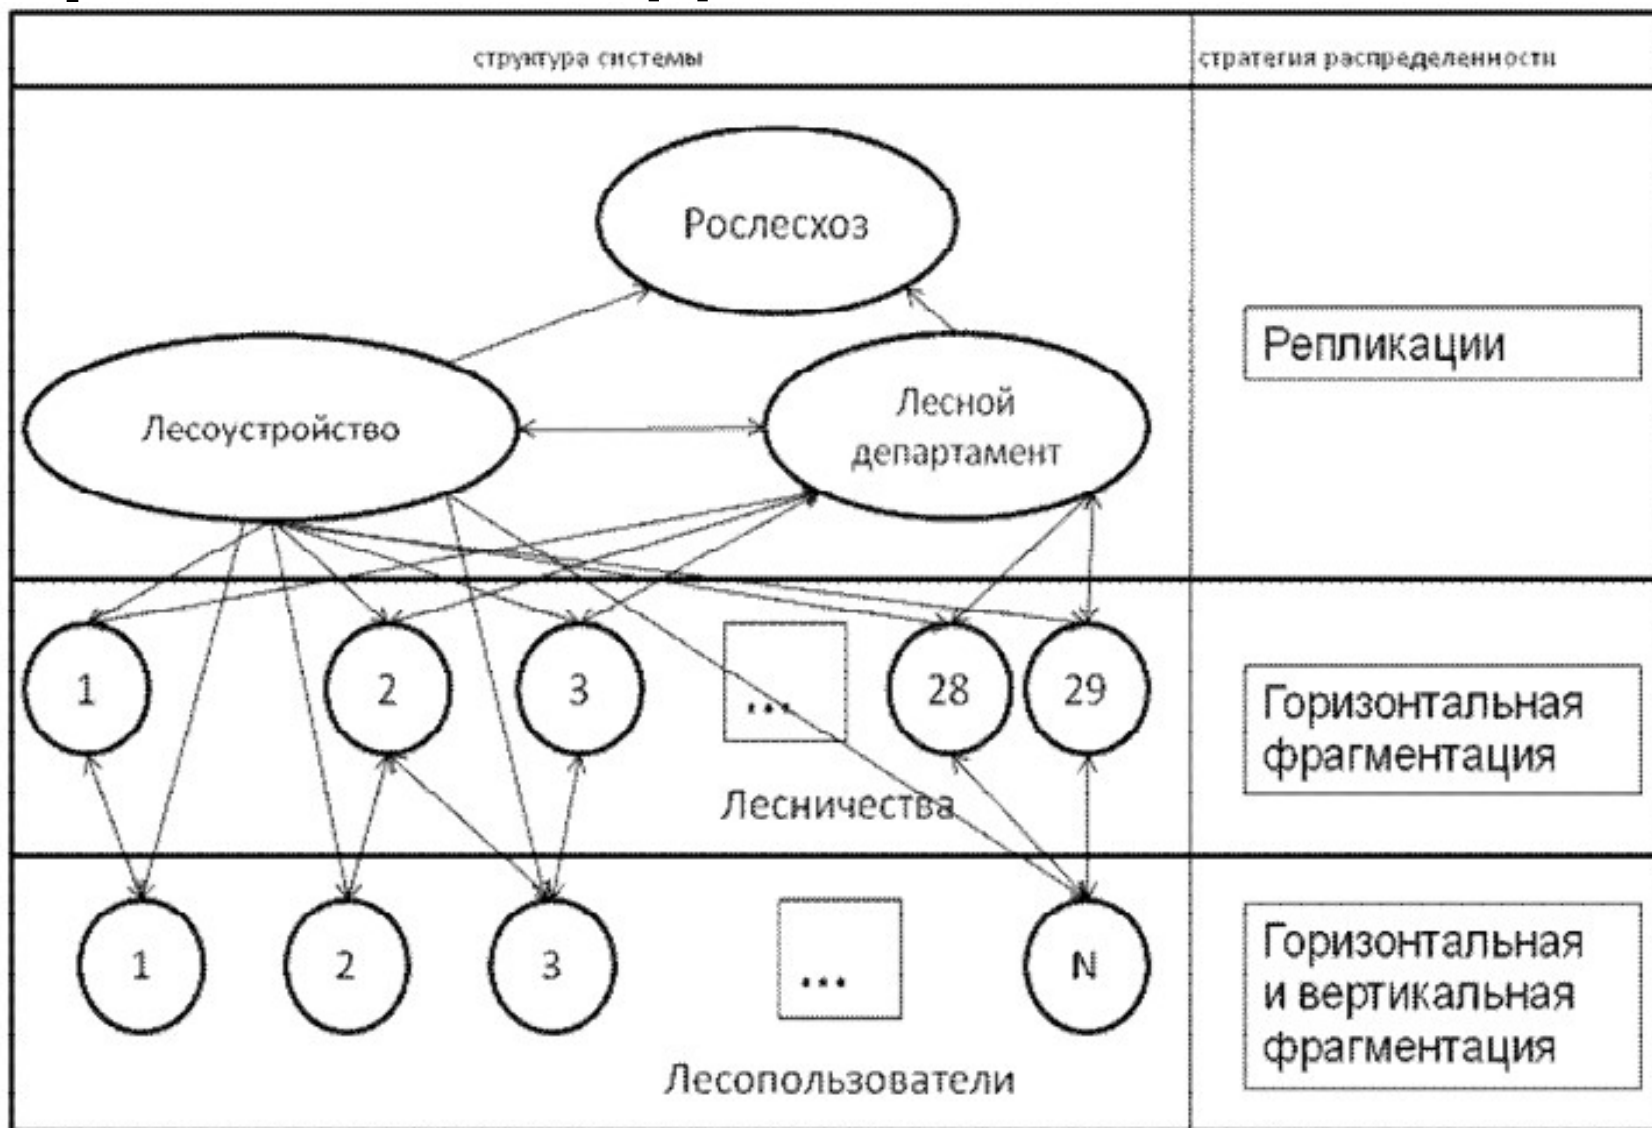 структура системы
стратегия распределенности
Рослесхоз
Репликации
Лесоустройство
Лесной
департамент
1
2
3
...
28
29
Горизонтальная
фрагментация
Лесничества
1
2
3
...
N
Горизонтальная
и вертикальная
фрагментация
Лесопользователи